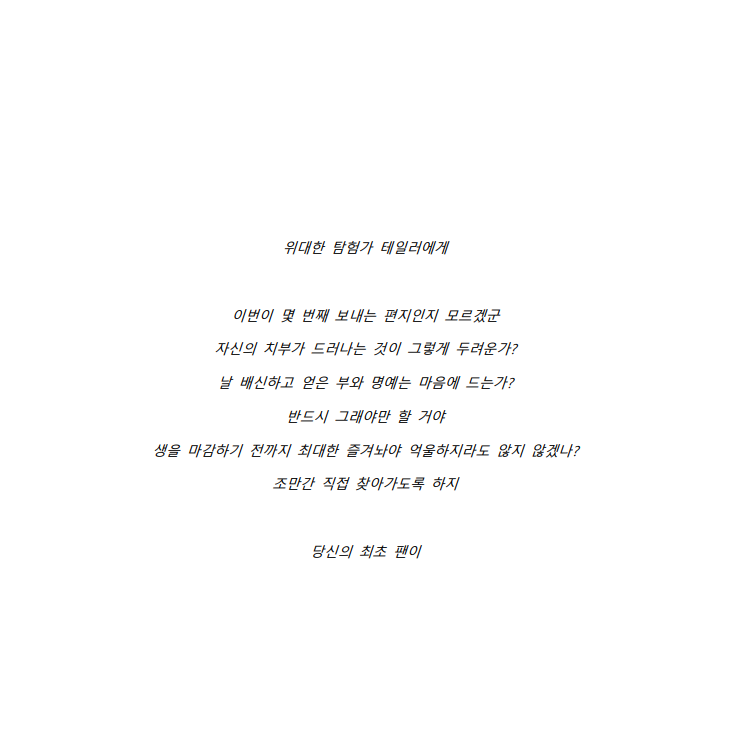 위대한 탐험가 테일러에게
이번이 몇 번째 보내는 편지인지 모르겠군
자신의 치부가 드러나는 것이 그렇게 두려운가?
날 배신하고 얻은 부와 명예는 마음에 드는가?
반드시 그래야만 할 거야
생을 마감하기 전까지 최대한 즐겨놔야 억울하지라도 않지 않겠나?
조만간 직접 찾아가도록 하지
당신의 최초 팬이